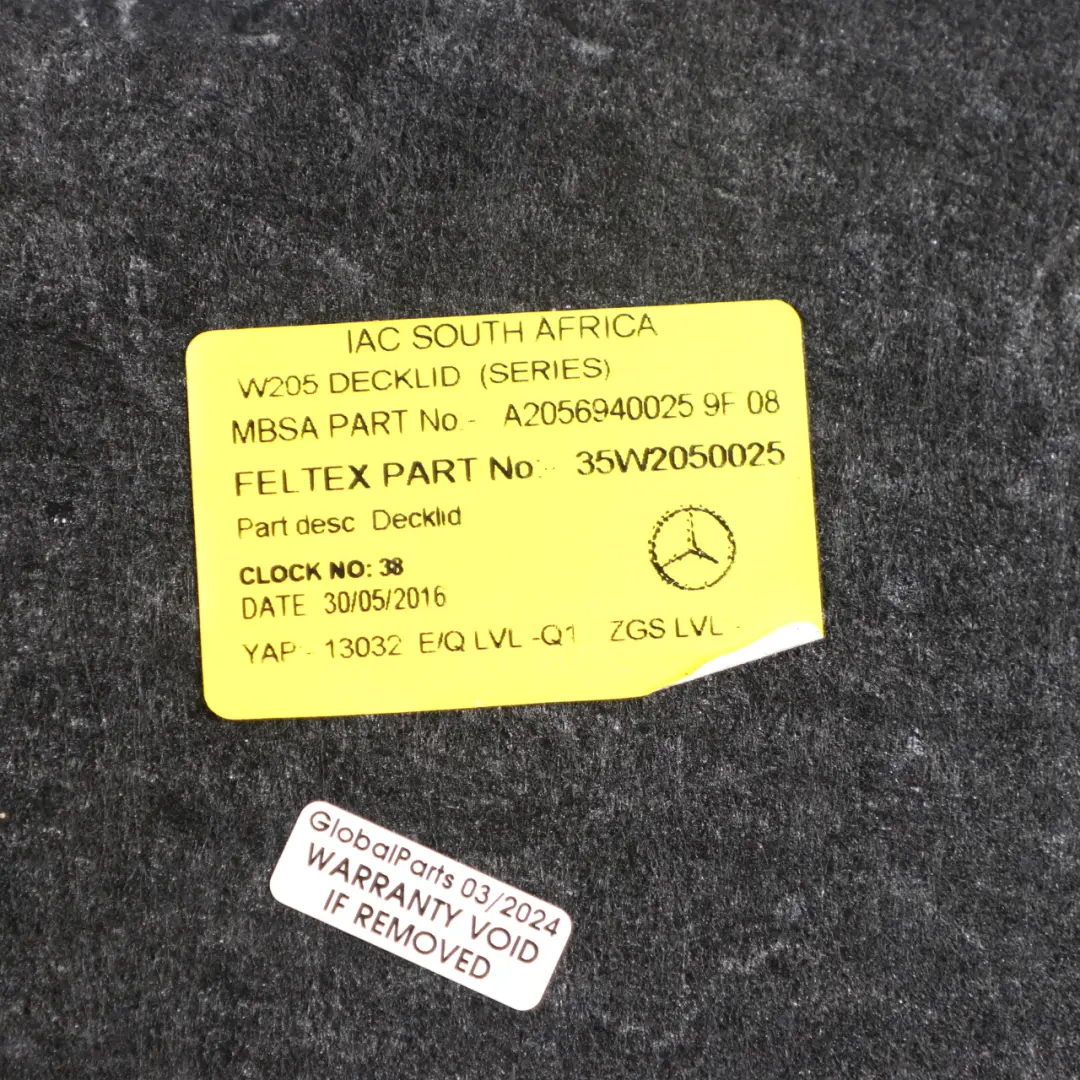 IAC SOUTH AFRICA
W205 DECKLID (SERIES)
MBSA PART No.- A2056940025 9F 08
FELTEX PART No:- 35W2050025
Part desc Decklid
CLOCK NO: 38
DATE 30/05/2016
YAP - 13032 E/Q LVL -Q1 ZGS LVL -
GlobalParts 03/2024
WARRANTY VOID
IF REMOVED